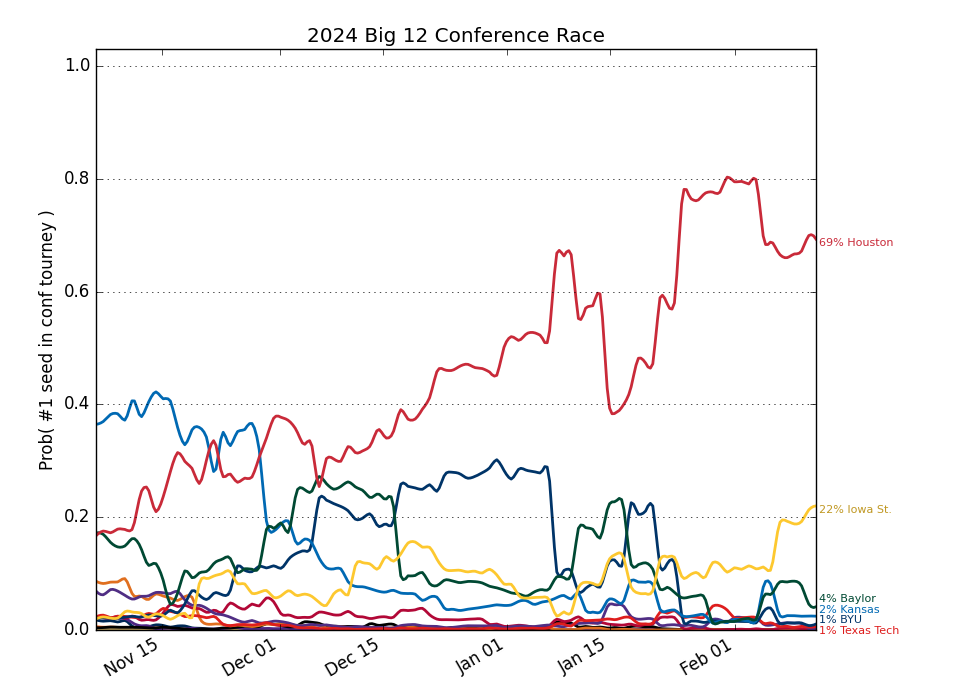 2024 Big 12 Conference Race
Prob( #1 seed in conf tourney )
1.0
0.8
0.6
0.4
0.2
0.0
Nov 15
Dec 01
Dec 15
Jan 01
Jan 15
Feb 01
69% Houston
22% Iowa St.
4% Baylor
2% Kansas
1% BYU
1% Texas Tech